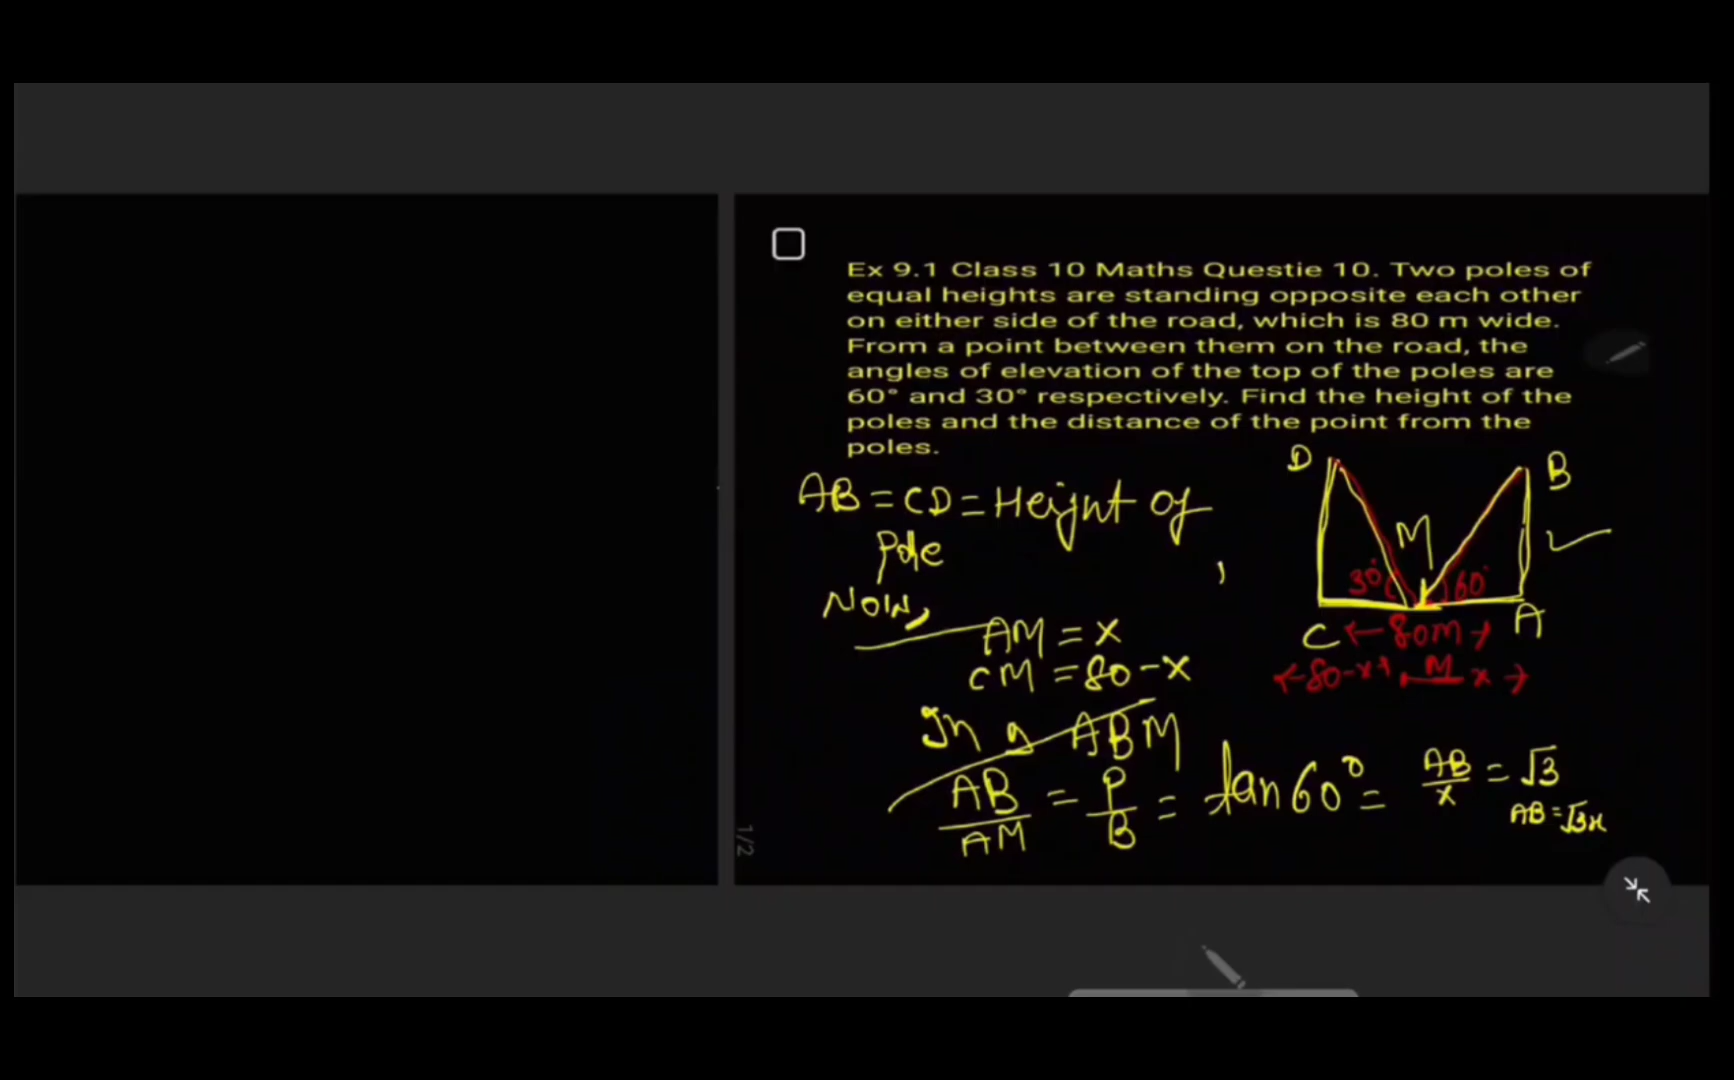 Ex 9.1 Class 10 Maths Questie 10. Two poles of
equal heights are standing opposite each other
on either side of the road, which is 80 m wide.
From a point between them on the road, the
angles of elevation of the top of the poles are
60° and 30° respectively. Find the height of the
poles and the distance of the point from the
poles.
D
B
M
30°
60°
C
A
←80M→
←80-x→
M
x→
AB = CD = Height of
Pole
Now,
AM = x
CM = 80-x
In Δ ABM
AB/AM = P/B = tan 60° = AB/x = √3
AB = √3x
1/2